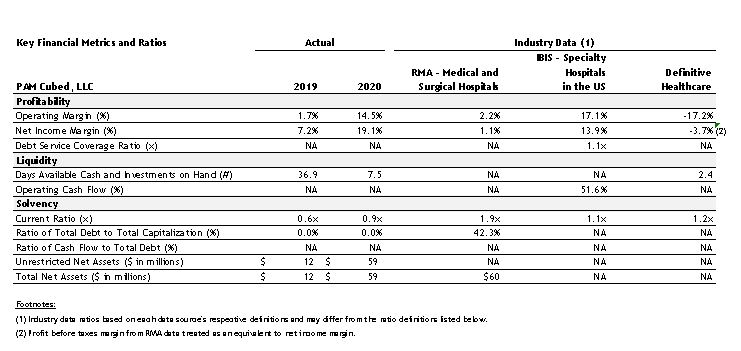 Key Financial Metrics and Ratios Actual Industry Data (1)
PAM Cubed, LLC 2019 2020 RMA - Medical and Surgical Hospitals IBIS - Specialty Hospitals in the US Definitive Healthcare
Profitability
Operating Margin (%) 1.7% 14.5% 2.2% 17.1% -17.2%
Net Income Margin (%) 7.2% 19.1% 1.1% 13.9% -3.7% (2)
Debt Service Coverage Ratio (x) NA NA NA 1.1x NA
Liquidity
Days Available Cash and Investments on Hand (#) 36.9 7.5 NA NA 2.4
Operating Cash Flow (%) NA NA NA 51.6% NA
Solvency
Current Ratio (x) 0.6x 0.9x 1.9x 1.1x 1.2x
Ratio of Total Debt to Total Capitalization (%) 0.0% 0.0% 42.3% NA NA
Ratio of Cash Flow to Total Debt (%) NA NA NA NA NA
Unrestricted Net Assets ($ in millions) $ 12 $ 59 NA NA NA
Total Net Assets ($ in millions) $ 12 $ 59 $60 NA NA
Footnotes:
(1) Industry data ratios based on each data source's respective definitions and may differ from the ratio definitions listed below.
(2) Profit before taxes margin from RMA data treated as an equivalent to net income margin.